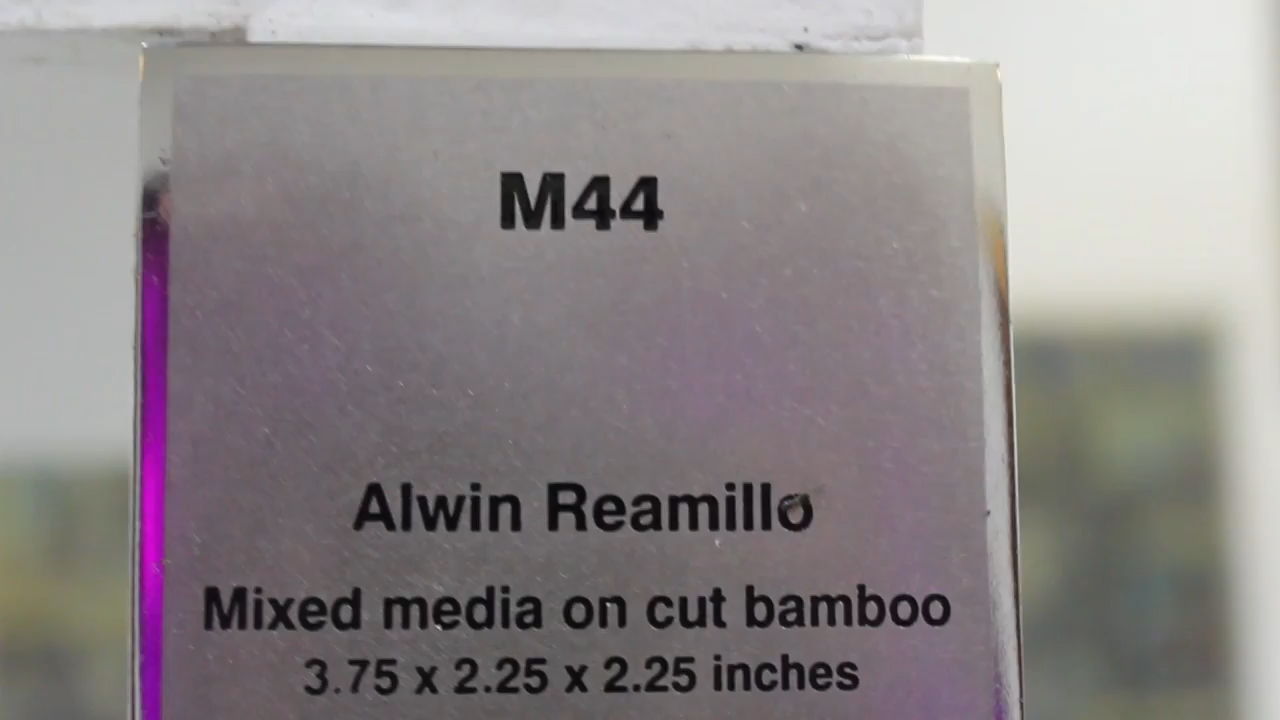 M44
Alwin Reamillo
Mixed media on cut bamboo
3.75 x 2.25 x 2.25 inches